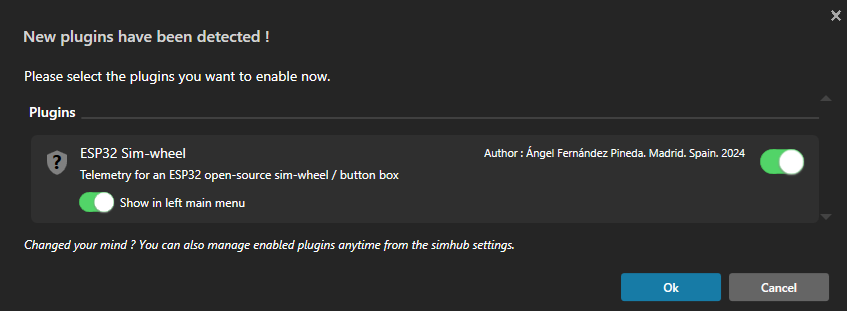 New plugins have been detected !
Please select the plugins you want to enable now.
Plugins
ESP32 Sim-wheel
Author : Ángel Fernández Pineda. Madrid. Spain. 2024
Telemetry for an ESP32 open-source sim-wheel / button box
Show in left main menu
Changed your mind ? You can also manage enabled plugins anytime from the simhub settings.
Ok
Cancel